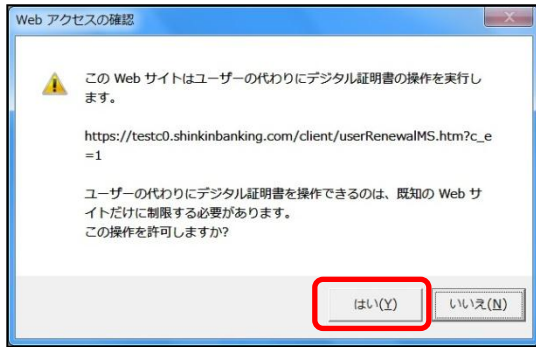 Web アクセスの確認
この Web サイトはユーザーの代わりにデジタル証明書の操作を実行し
ます。
https://testc0.shinkinbanking.com/client/userRenewalMS.htm?c_e
=1
ユーザーの代わりにデジタル証明書を操作できるのは、既知の Web サ
イトだけに制限する必要があります。
この操作を許可しますか?
はい(Y)
いいえ(N)